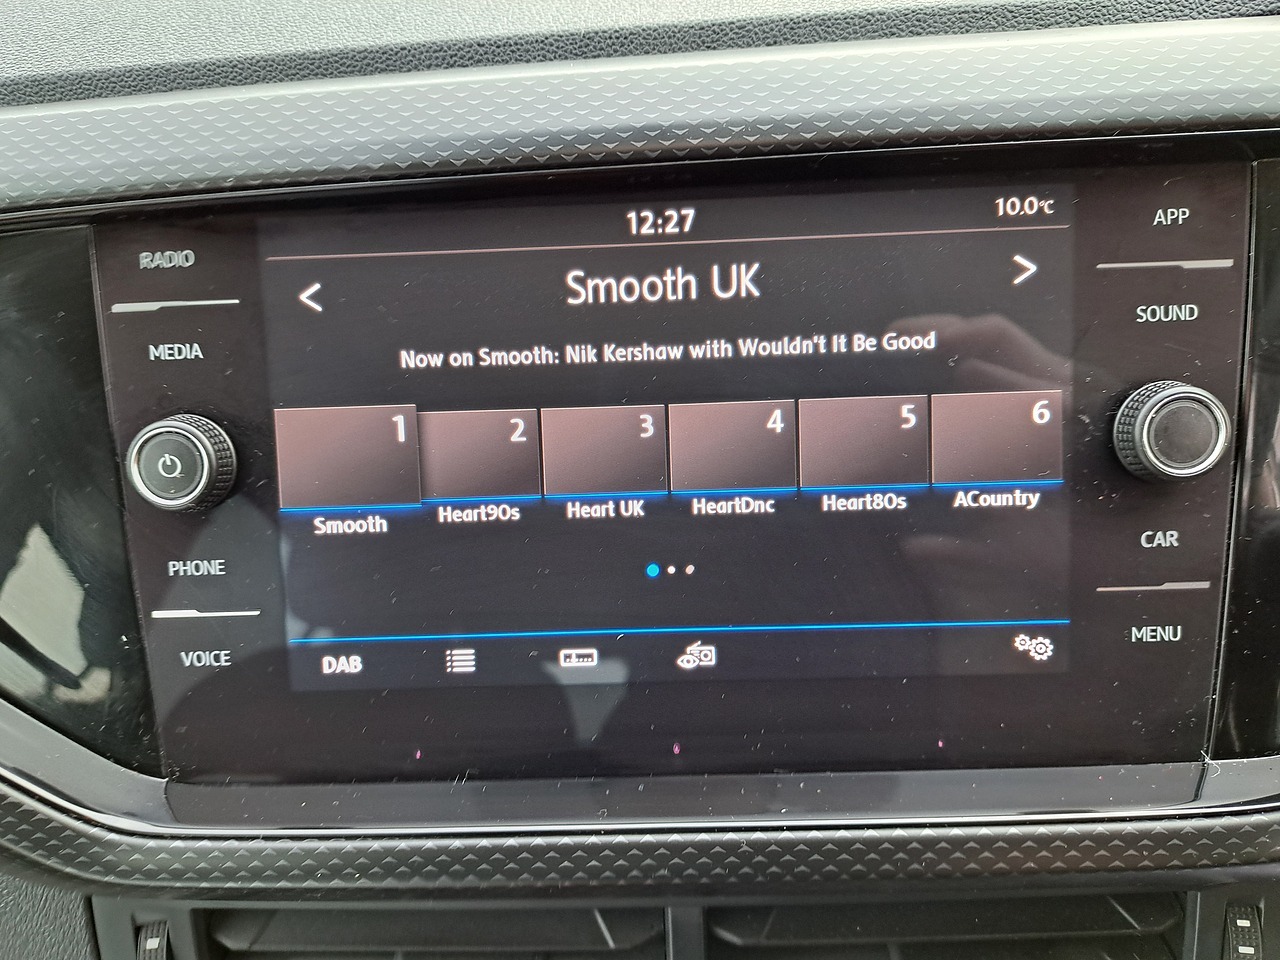 12:27
10.0°C
RADIO
APP
< Smooth UK >
MEDIA
SOUND
Now on Smooth: Nik Kershaw with Wouldn't It Be Good
1 2 3 4 5 6
Smooth Heart90s Heart UK HeartDnc Heart80s ACountry
PHONE
CAR
VOICE
DAB
MENU